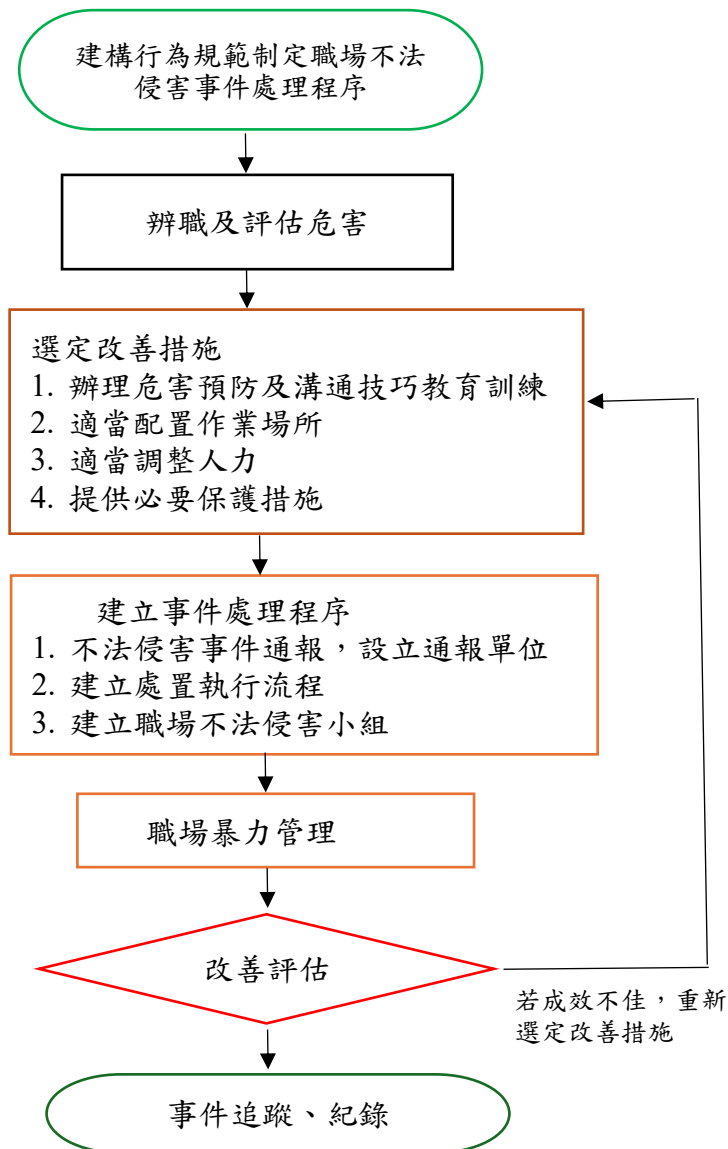 建構行為規範制定職場不法
侵害事件處理程序
辨職及評估危害
選定改善措施
1. 辦理危害預防及溝通技巧教育訓練
2. 適當配置作業場所
3. 適當調整人力
4. 提供必要保護措施
建立事件處理程序
1. 不法侵害事件通報，設立通報單位
2. 建立處置執行流程
3. 建立職場不法侵害小組
職場暴力管理
改善評估
若成效不佳，重新
選定改善措施
事件追蹤、紀錄